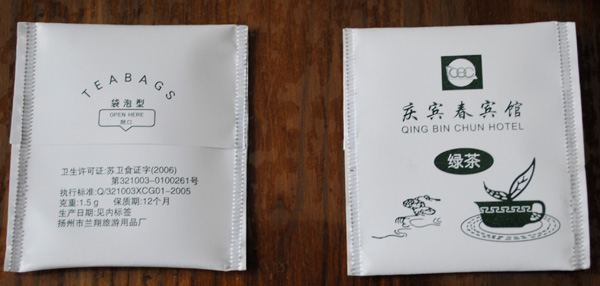 TEABAGS
袋泡型
OPEN HERE
卫生许可证:苏卫食证字(2006)
第321003-0100261号
执行标准:Q/321003XCG01-2005
克重:1.5g 保质期:12个月
生产日期:见内标签
扬州市兰翔旅游用品厂
庆宾春宾馆
QING BIN CHUN HOTEL
绿茶